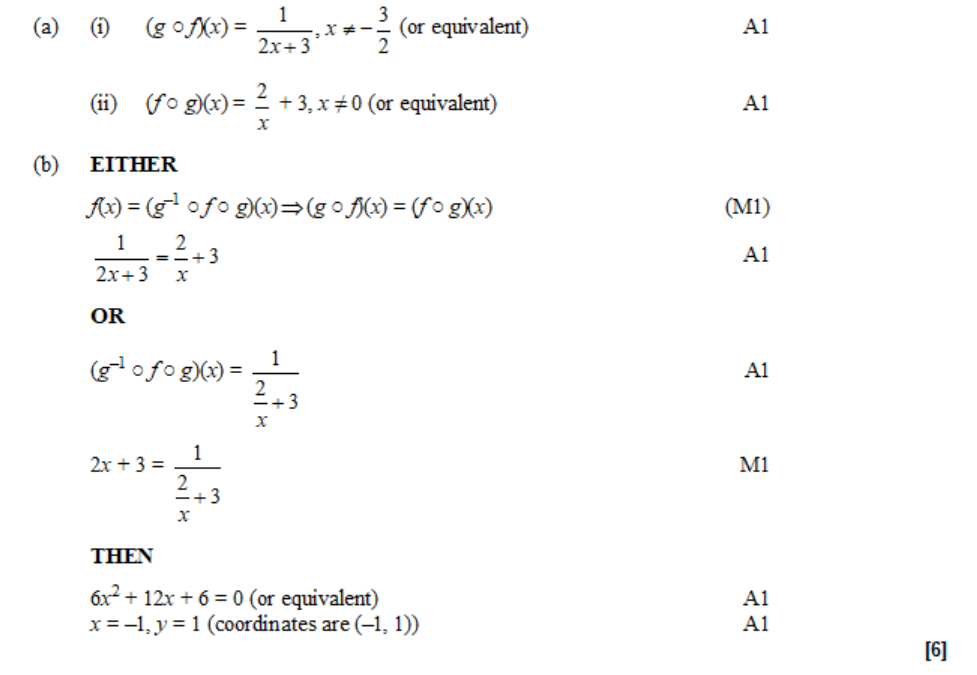 (a) (i) (g ∘ f)(x) = 1/(2x+3), x ≠ −3/2 (or equivalent) A1
(ii) (f ∘ g)(x) = 2/x + 3, x ≠ 0 (or equivalent) A1
(b) EITHER
f(x) = (g⁻¹ ∘ f ∘ g)(x) ⇒ (g ∘ f)(x) = (f ∘ g)(x) (M1)
1/(2x+3) = 2/x + 3 A1
OR
(g⁻¹ ∘ f ∘ g)(x) = 1/(2/x + 3) A1
2x + 3 = 1/(2/x + 3) M1
THEN
6x² + 12x + 6 = 0 (or equivalent) A1
x = –1, y = 1 (coordinates are (–1, 1)) A1
[6]